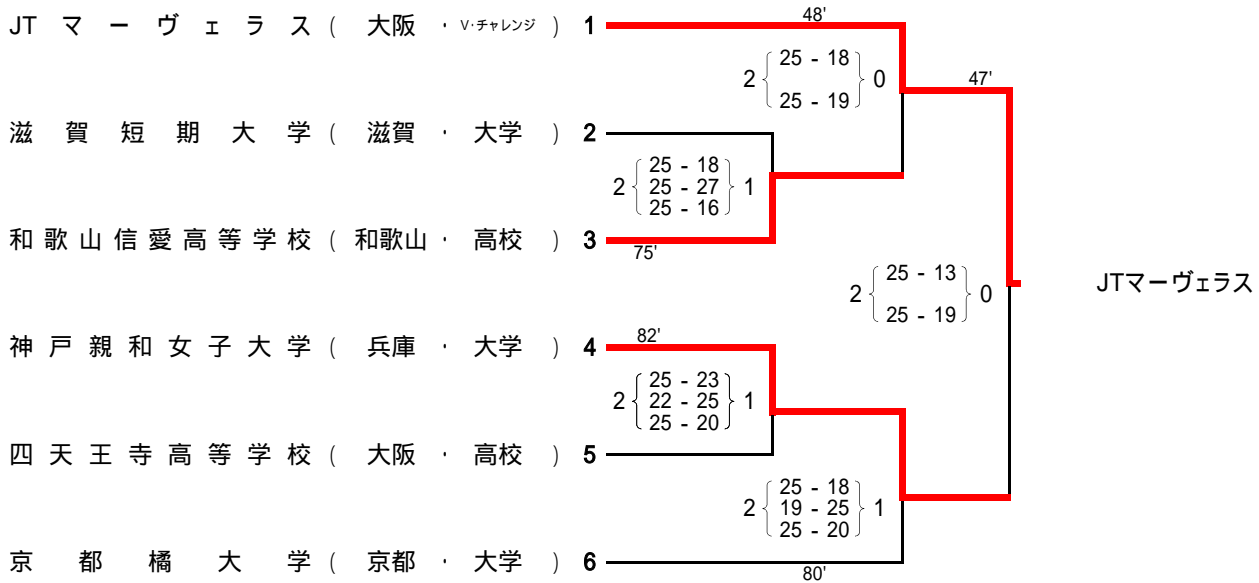 JTマーヴェラス ( 大阪 ・ V・チャレンジ ) 1
48'
25 - 18
2 0
25 - 19
47'
滋賀短期大学 ( 滋賀 ・ 大学 ) 2
25 - 18
2 25 - 27 1
25 - 16
和歌山信愛高等学校 ( 和歌山 ・ 高校 ) 3
75'
25 - 13
2 0
25 - 19
JTマーヴェラス
神戸親和女子大学 ( 兵庫 ・ 大学 ) 4
82'
25 - 23
2 22 - 25 1
25 - 20
四天王寺高等学校 ( 大阪 ・ 高校 ) 5
25 - 18
2 19 - 25 1
25 - 20
京都橘大学 ( 京都 ・ 大学 ) 6
80'